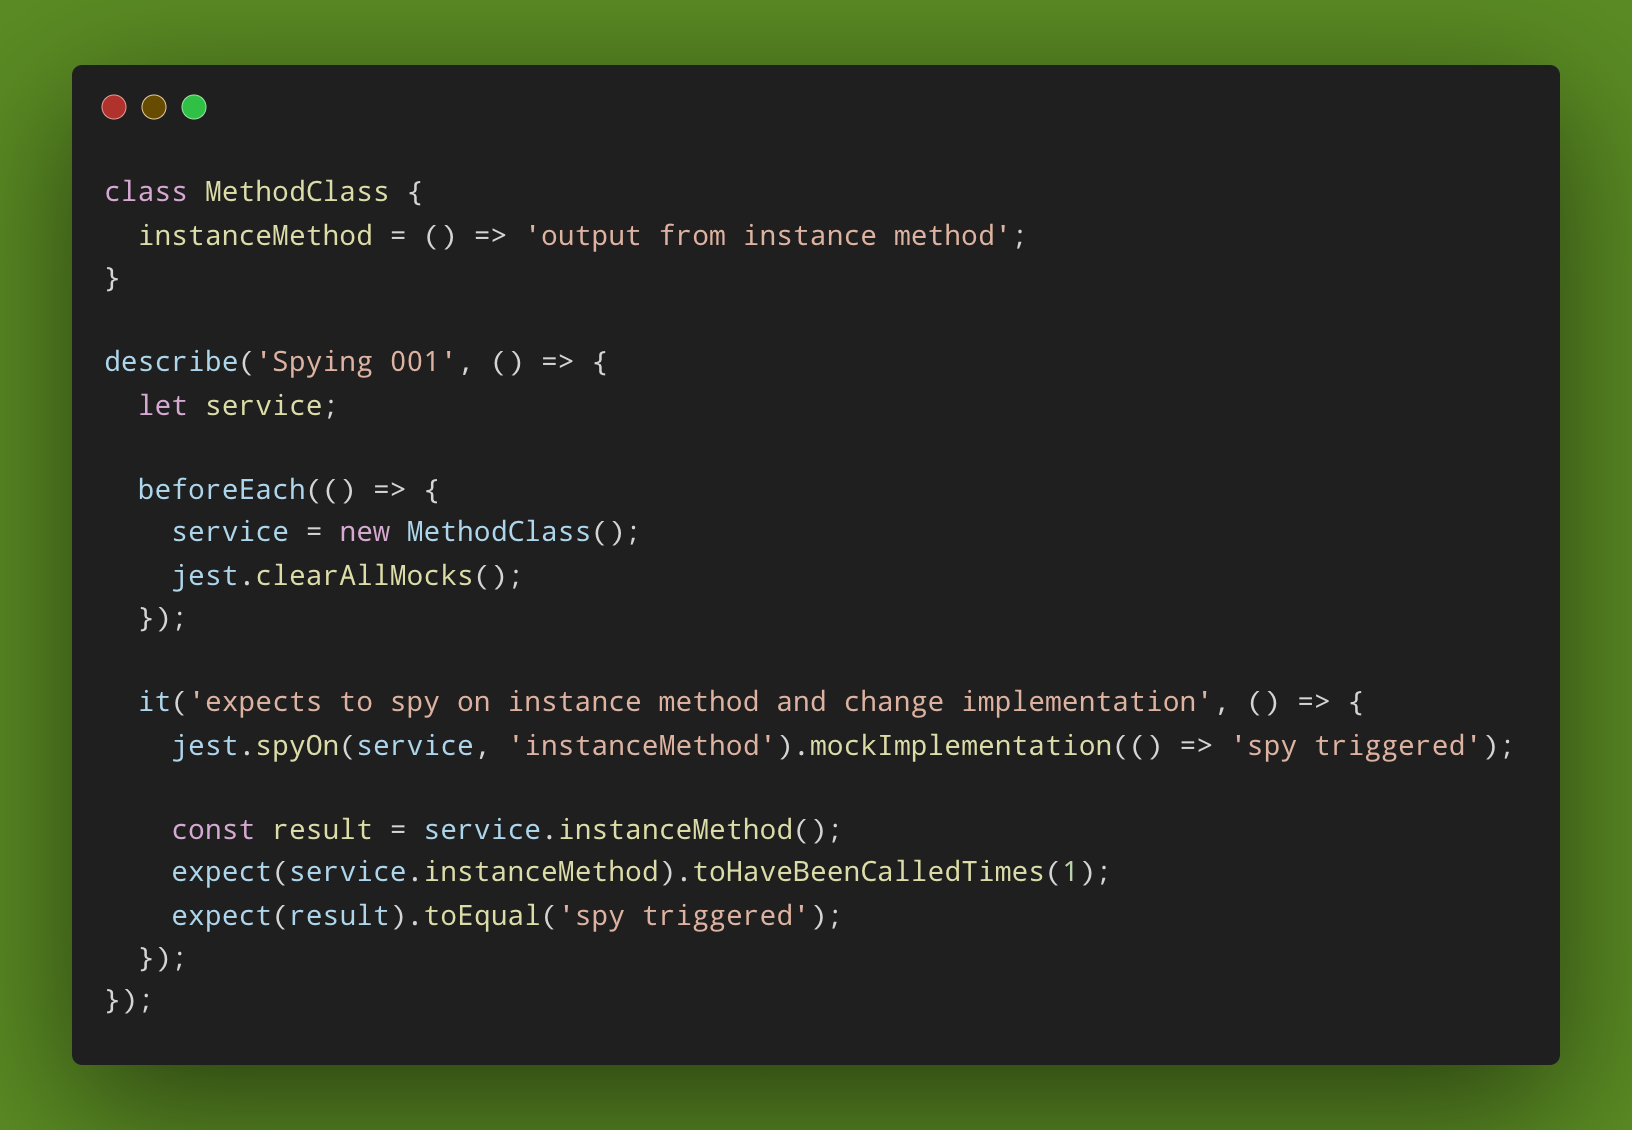 class MethodClass {
  instanceMethod = () => 'output from instance method';
}

describe('Spying 001', () => {
  let service;

  beforeEach(() => {
    service = new MethodClass();
    jest.clearAllMocks();
  });

  it('expects to spy on instance method and change implementation', () => {
    jest.spyOn(service, 'instanceMethod').mockImplementation(() => 'spy triggered');

    const result = service.instanceMethod();
    expect(service.instanceMethod).toHaveBeenCalledTimes(1);
    expect(result).toEqual('spy triggered');
  });
});